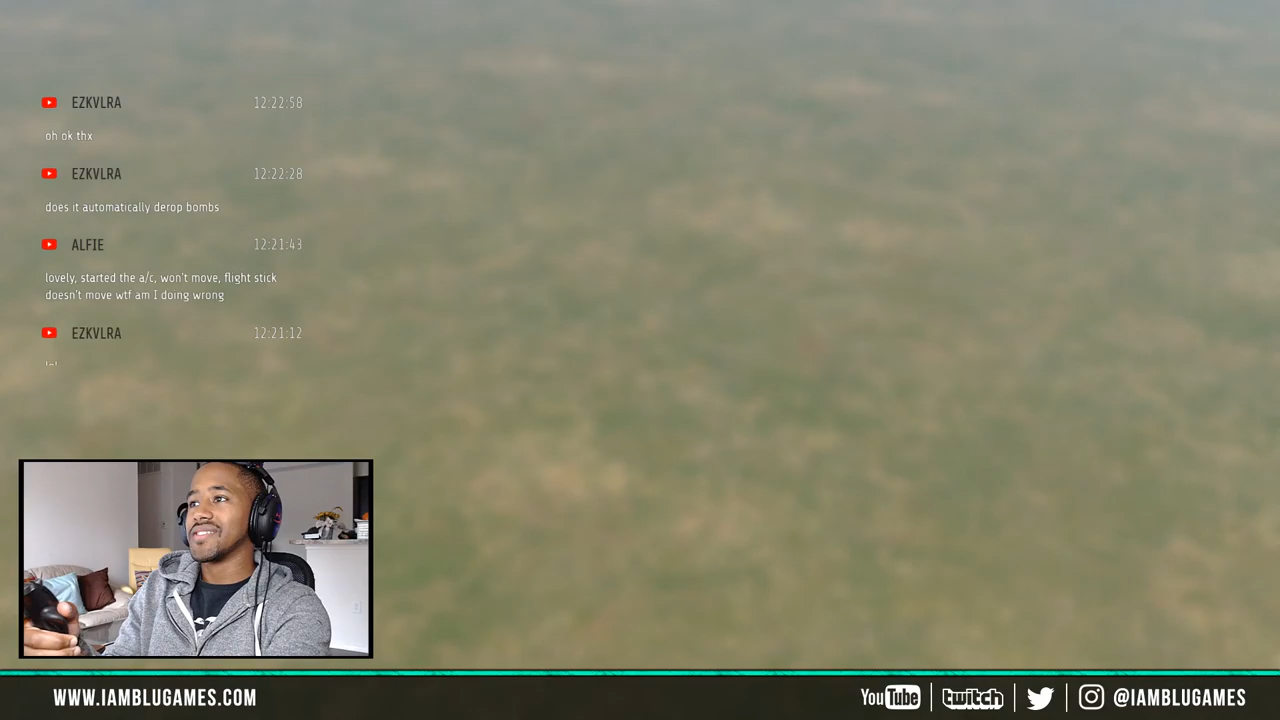 EZKVLRA 12:22:58
oh ok thx
EZKVLRA 12:22:28
does it automatically derop bombs
ALFIE 12:21:43
lovely, started the a/c, won't move, flight stick
doesn't move wtf am I doing wrong
EZKVLRA 12:21:12
WWW.IAMBLUGAMES.COM
YouTube twitch @IAMBLUGAMES